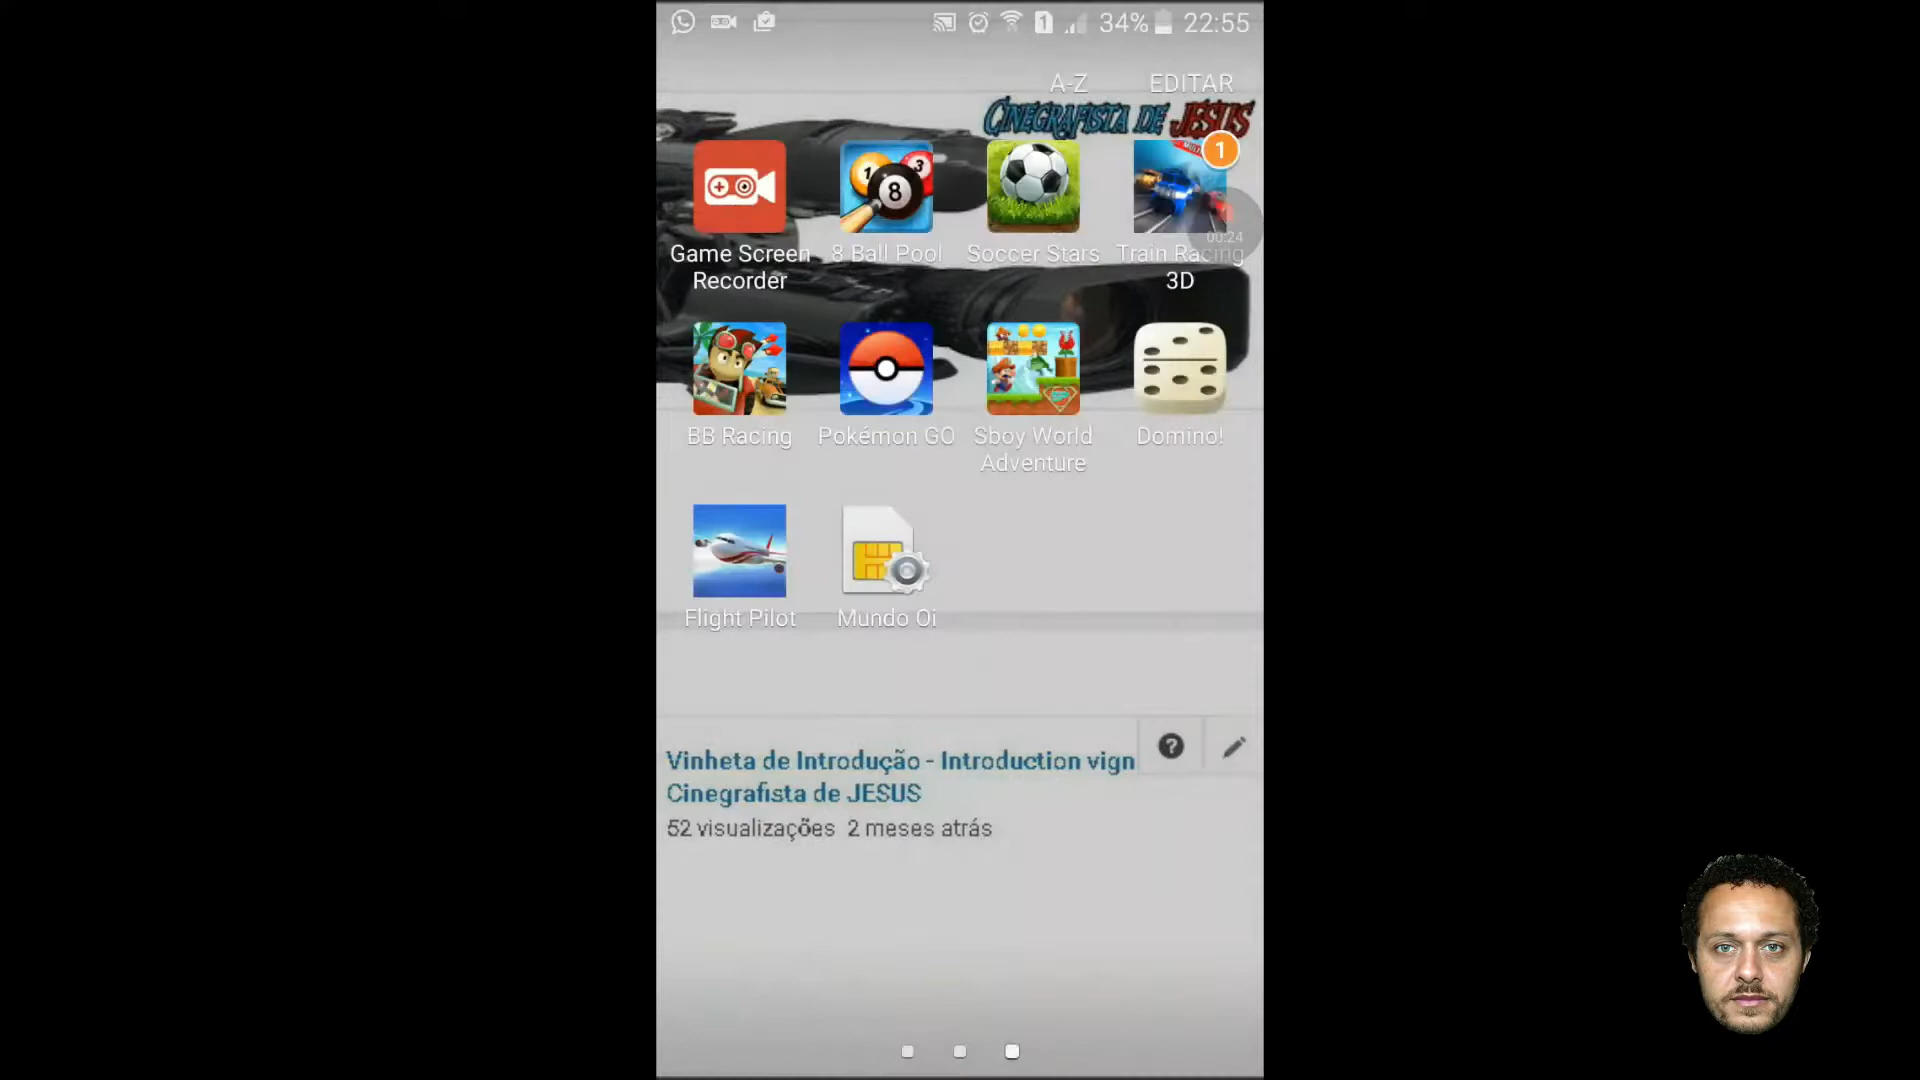 1 34% 22:55
A-Z EDITAR
CINEGRAFISTA DE JESUS
1
00:24
Game Screen Recorder
8 Ball Pool
Soccer Stars
Train Racing 3D
BB Racing
Pokémon GO
Sboy World Adventure
Domino!
Flight Pilot
Mundo Oi
Vinheta de Introdução - Introduction vign
Cinegrafista de JESUS
52 visualizações 2 meses atrás